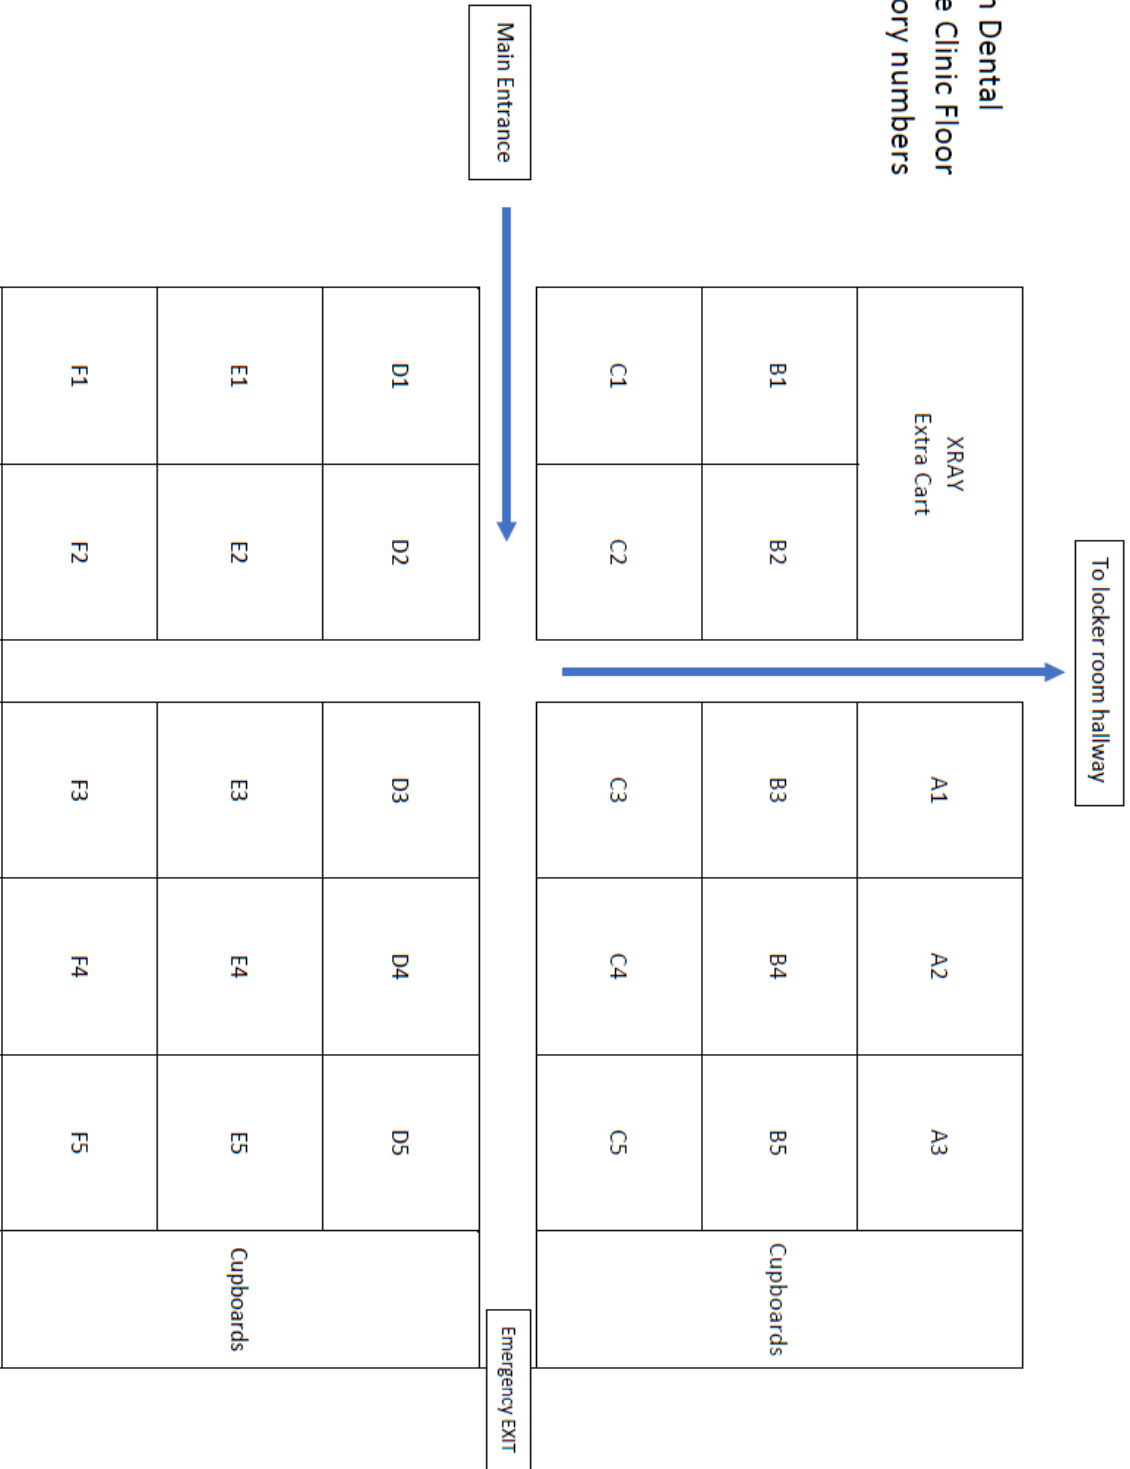 To locker room hallway
n Dental
e Clinic Floor
ory numbers
XRAY
Extra Cart
A1
A2
A3
B1
B2
B3
B4
B5
Cupboards
C1
C2
C3
C4
C5
Main Entrance
Emergency EXIT
D1
D2
D3
D4
D5
E1
E2
E3
E4
E5
Cupboards
F1
F2
F3
F4
F5